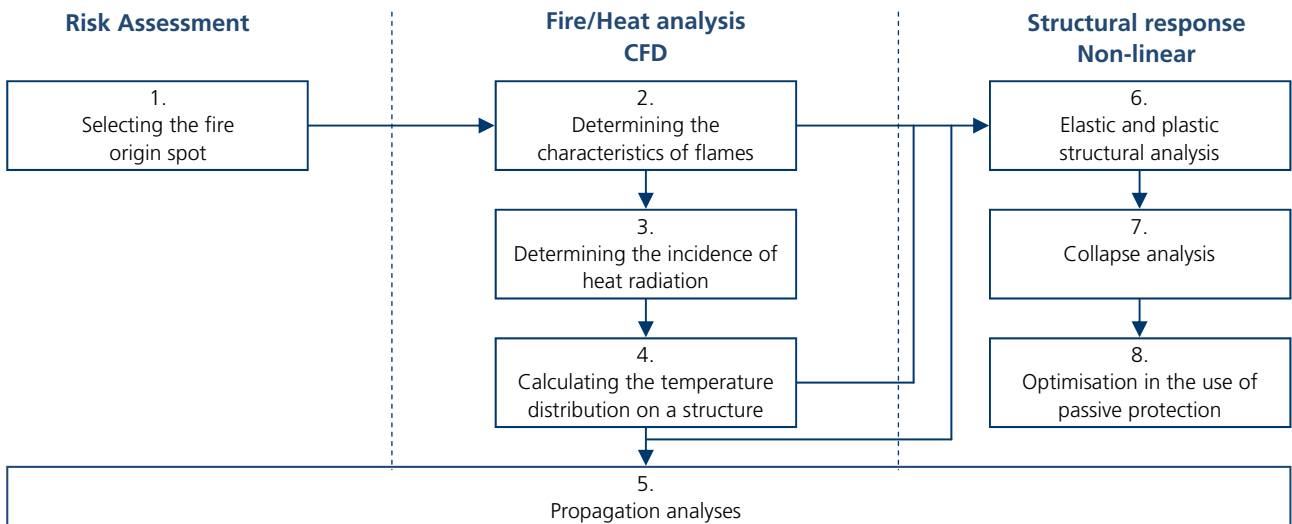 Risk Assessment
Fire/Heat analysis
CFD
Structural response
Non-linear
1.
Selecting the fire
origin spot
2.
Determining the
characteristics of flames
3.
Determining the incidence of
heat radiation
4.
Calculating the temperature
distribution on a structure
5.
Propagation analyses
6.
Elastic and plastic
structural analysis
7.
Collapse analysis
8.
Optimisation in the use of
passive protection